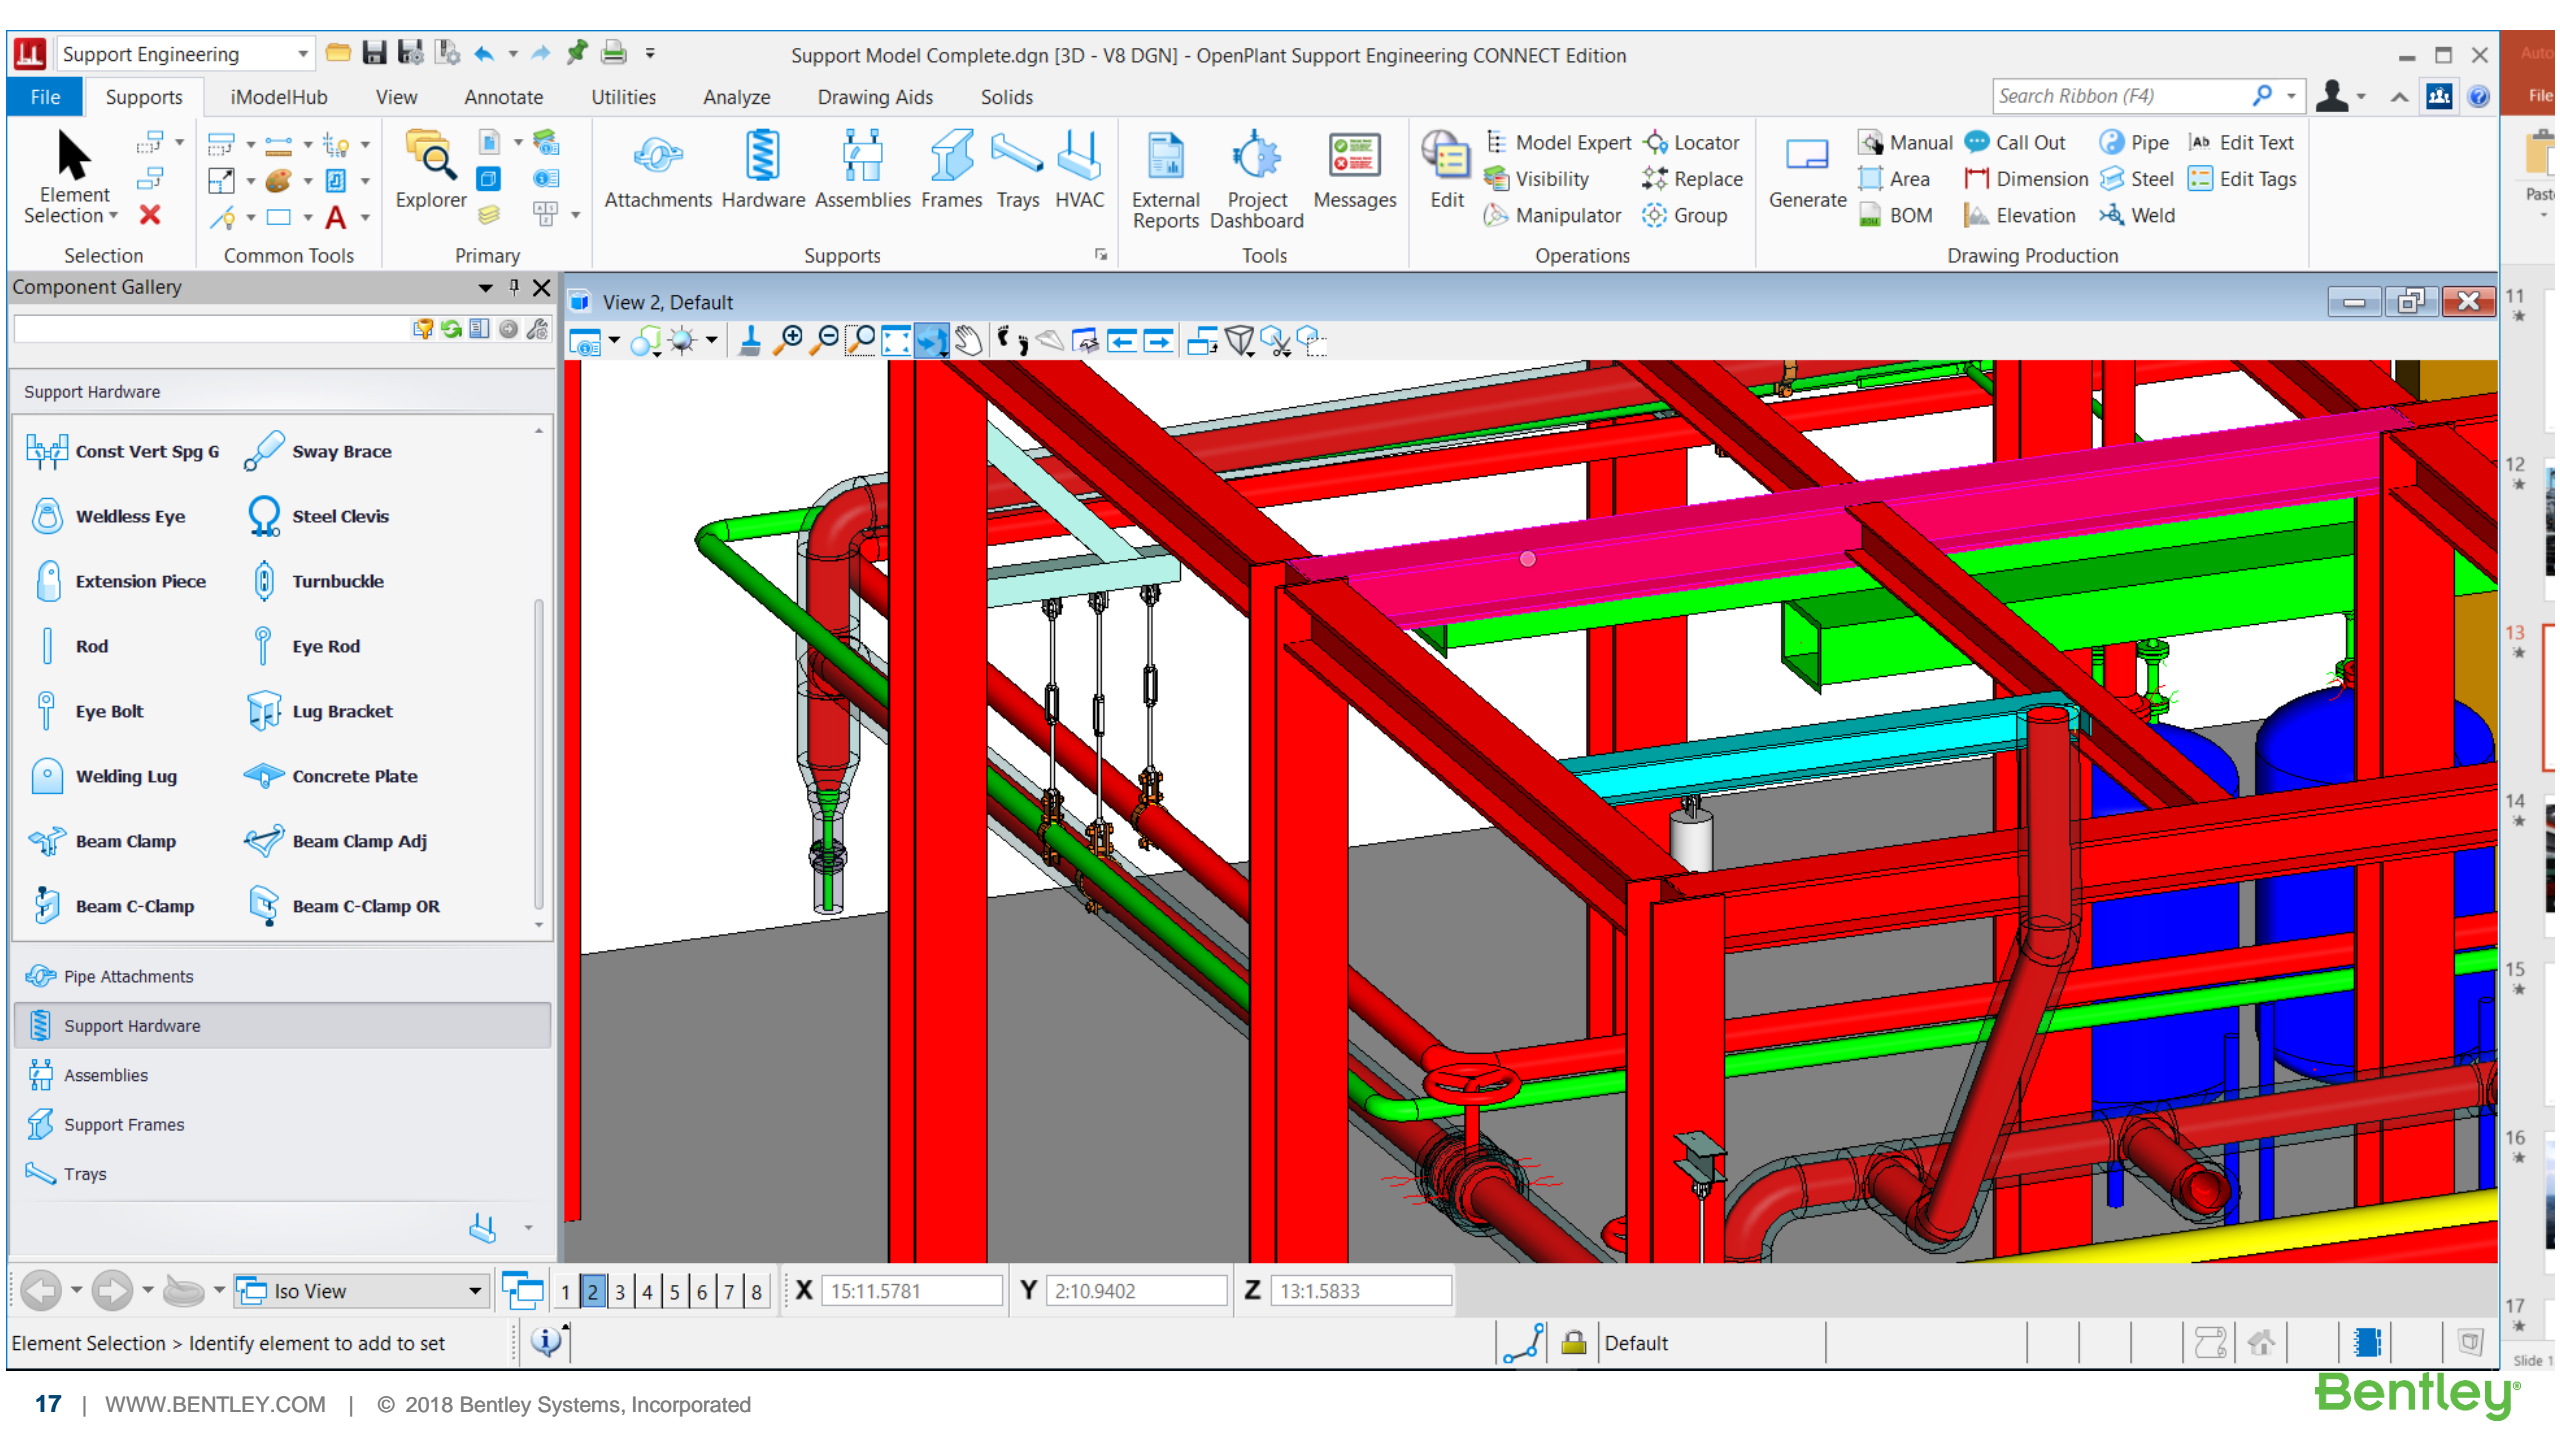 Support Engineering
Support Model Complete.dgn [3D - V8 DGN] - OpenPlant Support Engineering CONNECT Edition
File Supports iModelHub View Annotate Utilities Analyze Drawing Aids Solids
Search Ribbon (F4)
Element Selection
Explorer
Attachments Hardware Assemblies Frames Trays HVAC
External Reports Project Dashboard Messages
Edit
Model Expert Locator
Visibility Replace
Manipulator Group
Generate
Manual Call Out Pipe Ab Edit Text
Area Dimension Steel Edit Tags
BOM Elevation Weld
Selection Common Tools Primary Supports Tools Operations Drawing Production
Component Gallery
View 2, Default
Support Hardware
Const Vert Spg G Sway Brace
Weldless Eye Steel Clevis
Extension Piece Turnbuckle
Rod Eye Rod
Eye Bolt Lug Bracket
Welding Lug Concrete Plate
Beam Clamp Beam Clamp Adj
Beam C-Clamp Beam C-Clamp OR
Pipe Attachments
Support Hardware
Assemblies
Support Frames
Trays
Iso View 1 2 3 4 5 6 7 8 X 15:11.5781 Y 2:10.9402 Z 13:1.5833
Element Selection > Identify element to add to set
Default
Auto
File
Past
11
12
13
14
15
16
17
Slide 1
17 | WWW.BENTLEY.COM | © 2018 Bentley Systems, Incorporated
Bentley®